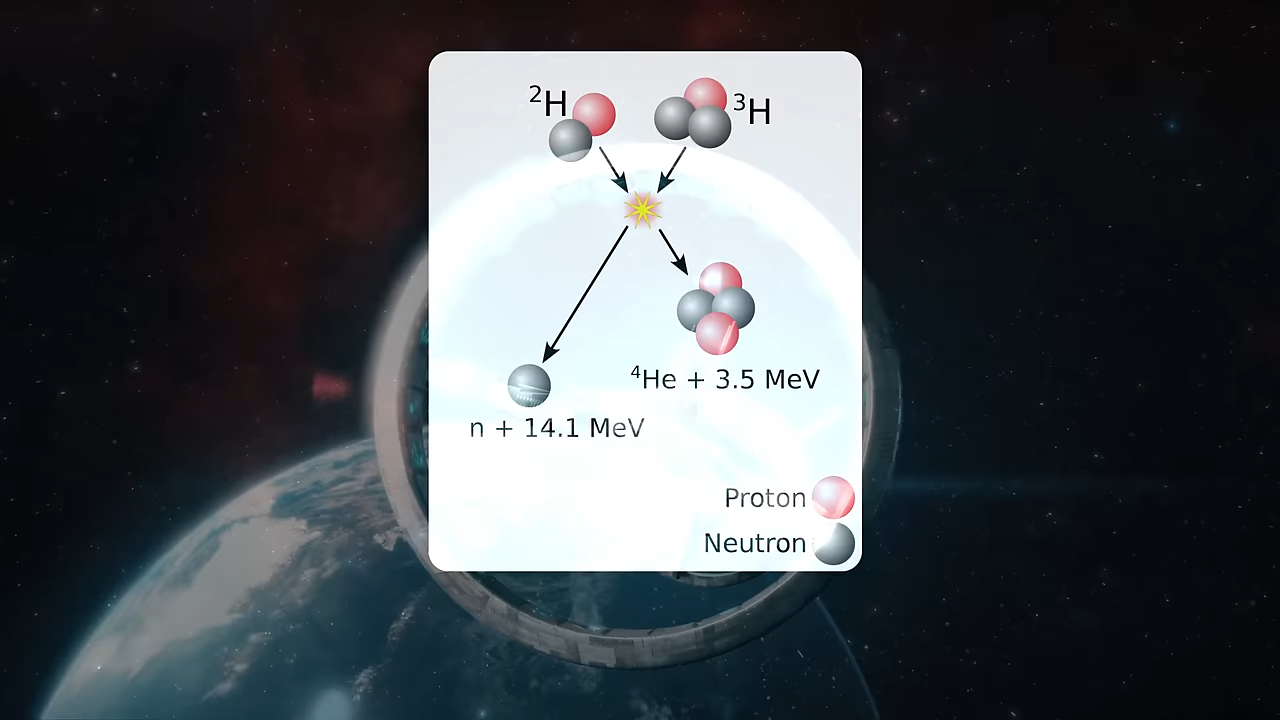 ²H
³H
⁴He + 3.5 MeV
n + 14.1 MeV
Proton
Neutron